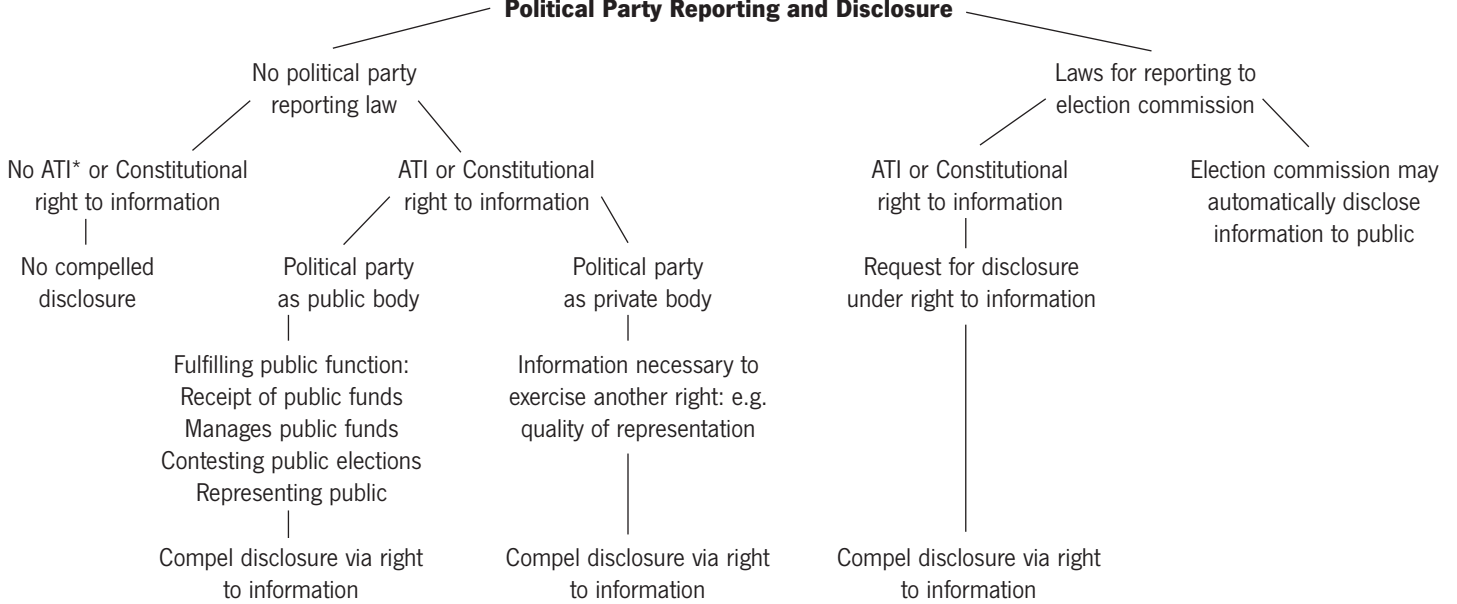 Political Party Reporting and Disclosure
No political party
reporting law
Laws for reporting to
election commission
No ATI* or Constitutional
right to information
ATI or Constitutional
right to information
ATI or Constitutional
right to information
Election commission may
automatically disclose
information to public
No compelled
disclosure
Political party
as public body
Political party
as private body
Request for disclosure
under right to information
Fulfilling public function:
Receipt of public funds
Manages public funds
Contesting public elections
Representing public
Information necessary to
exercise another right: e.g.
quality of representation
Compel disclosure via right
to information
Compel disclosure via right
to information
Compel disclosure via right
to information